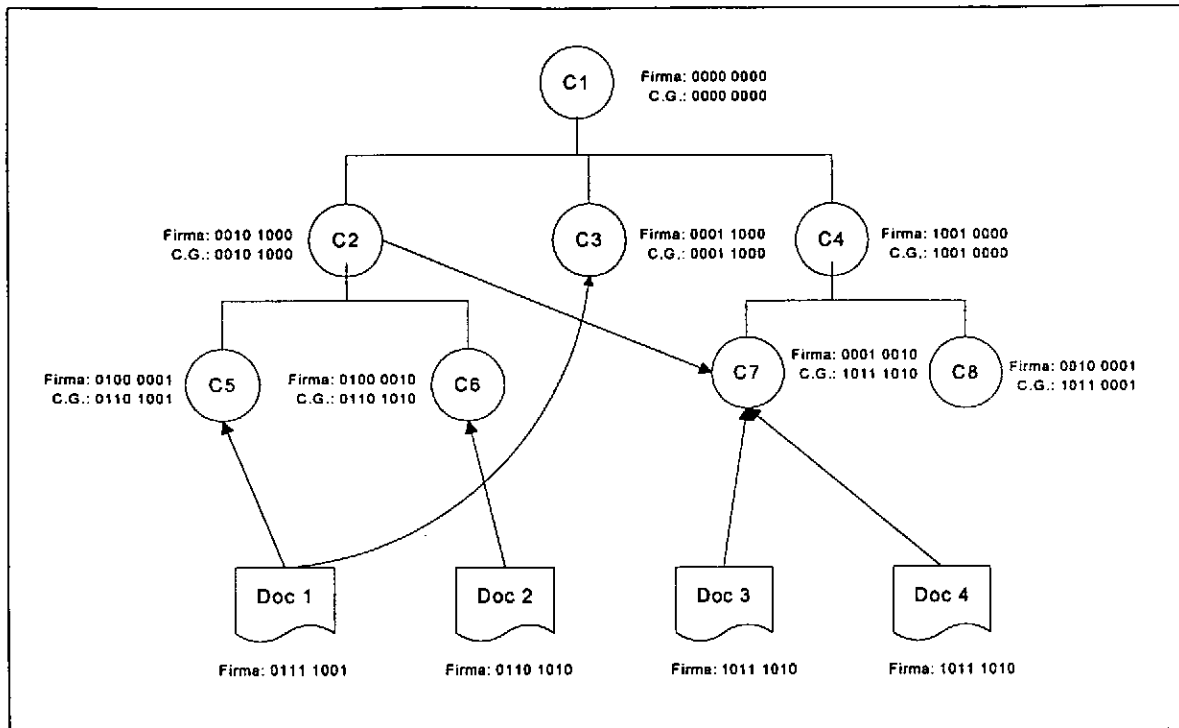 C1
Firma: 0000 0000
C.G.: 0000 0000
Firma: 0010 1000
C.G.: 0010 1000
C2
C3
Firma: 0001 1000
C.G.: 0001 1000
C4
Firma: 1001 0000
C.G.: 1001 0000
Firma: 0100 0001
C.G.: 0110 1001
C5
Firma: 0100 0010
C.G.: 0110 1010
C6
C7
Firma: 0001 0010
C.G.: 1011 1010
C8
Firma: 0010 0001
C.G.: 1011 0001
Doc 1
Doc 2
Doc 3
Doc 4
Firma: 0111 1001
Firma: 0110 1010
Firma: 1011 1010
Firma: 1011 1010